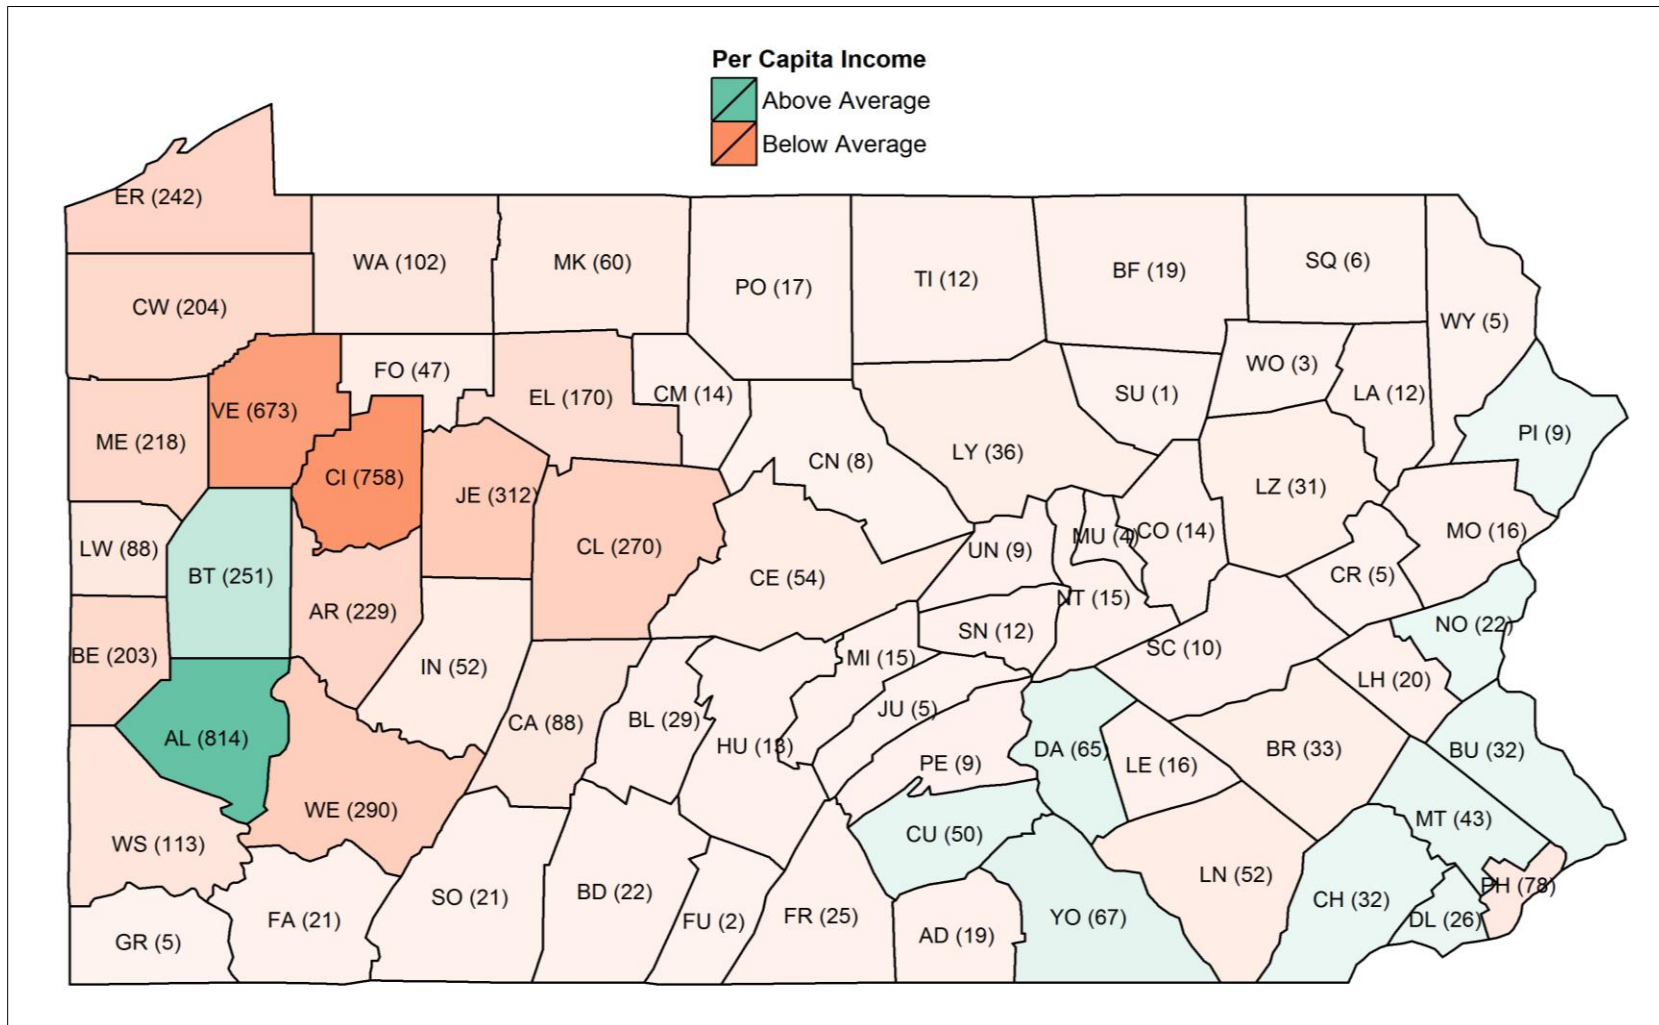 Per Capita Income
Above Average
Below Average
ER (242)
WA (102)
MK (60)
PO (17)
TI (12)
BF (19)
SQ (6)
WY (5)
CW (204)
FO (47)
EL (170)
CM (14)
SU (1)
WO (3)
LA (12)
PI (9)
VE (673)
ME (218)
CI (758)
JE (312)
CN (8)
LY (36)
LZ (31)
LW (88)
BT (251)
CL (270)
CE (54)
UN (9)
MU (4)
CO (14)
MO (16)
CR (5)
AR (229)
NT (15)
NO (22)
BE (203)
IN (52)
SN (12)
MI (15)
SC (10)
LH (20)
AL (814)
CA (88)
BL (29)
HU (13)
JU (5)
PE (9)
DA (65)
LE (16)
BR (33)
BU (32)
WE (290)
WS (113)
CU (50)
MT (43)
LN (52)
PH (78)
GR (5)
FA (21)
SO (21)
BD (22)
FU (2)
FR (25)
AD (19)
YO (67)
CH (32)
DL (26)